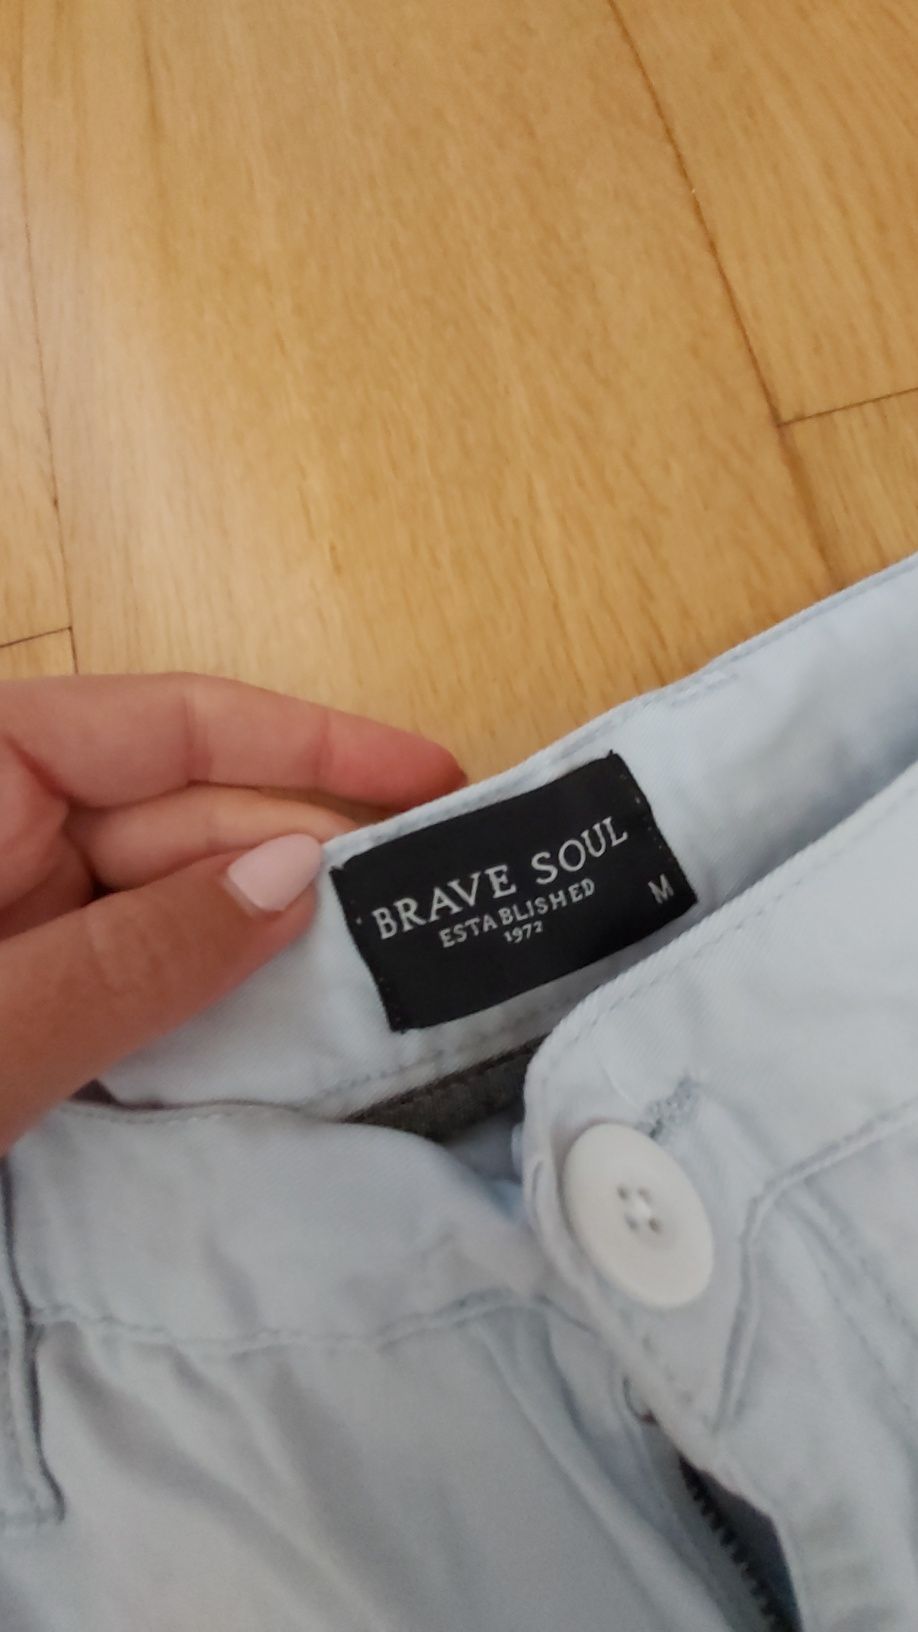 BRAVE SOUL
ESTABLISHED
1972
M